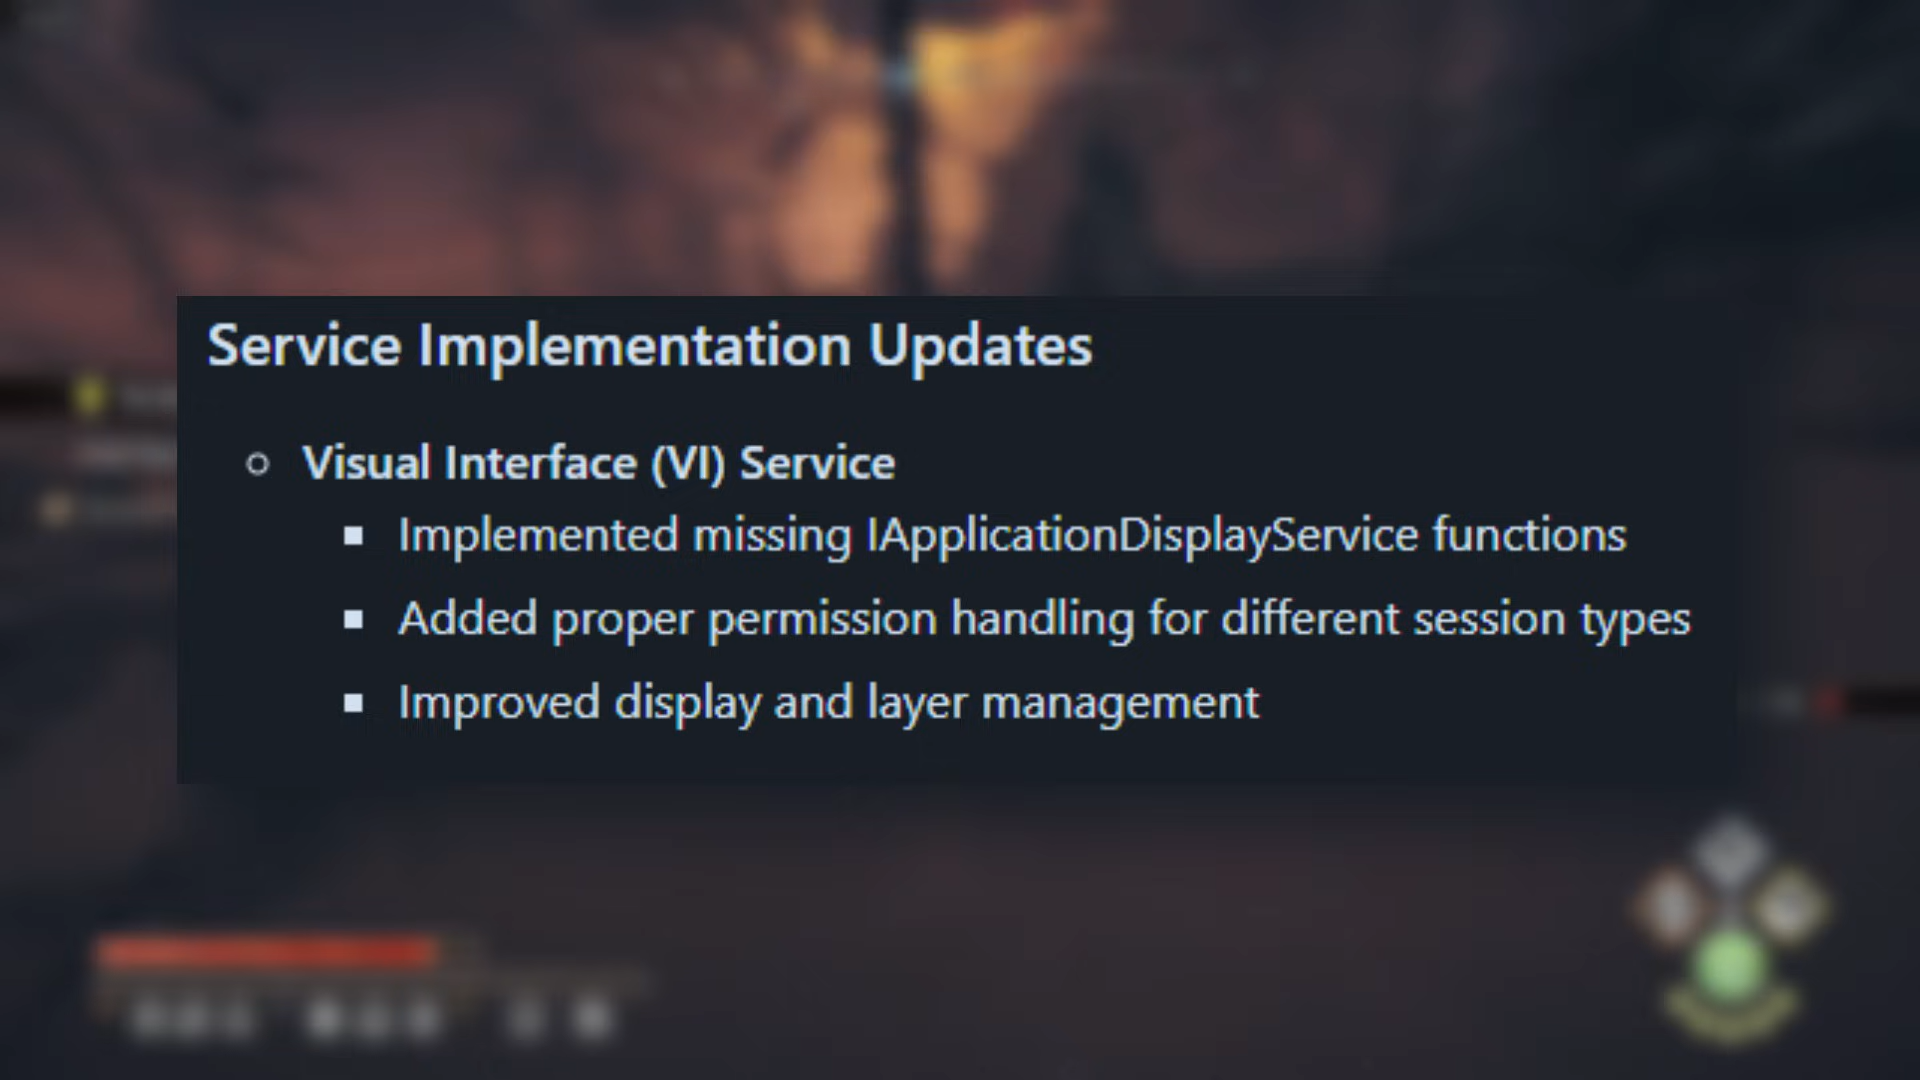 Service Implementation Updates
Visual Interface (VI) Service
Implemented missing IApplicationDisplayService functions
Added proper permission handling for different session types
Improved display and layer management